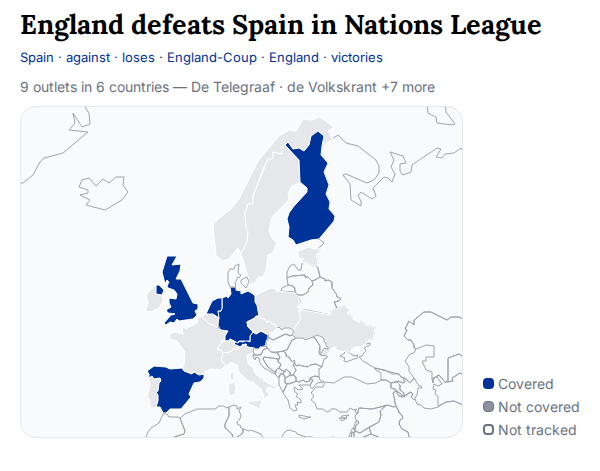 England defeats Spain in Nations League
Spain · against · loses · England-Coup · England · victories
9 outlets in 6 countries — De Telegraaf · de Volkskrant +7 more
Covered
Not covered
Not tracked